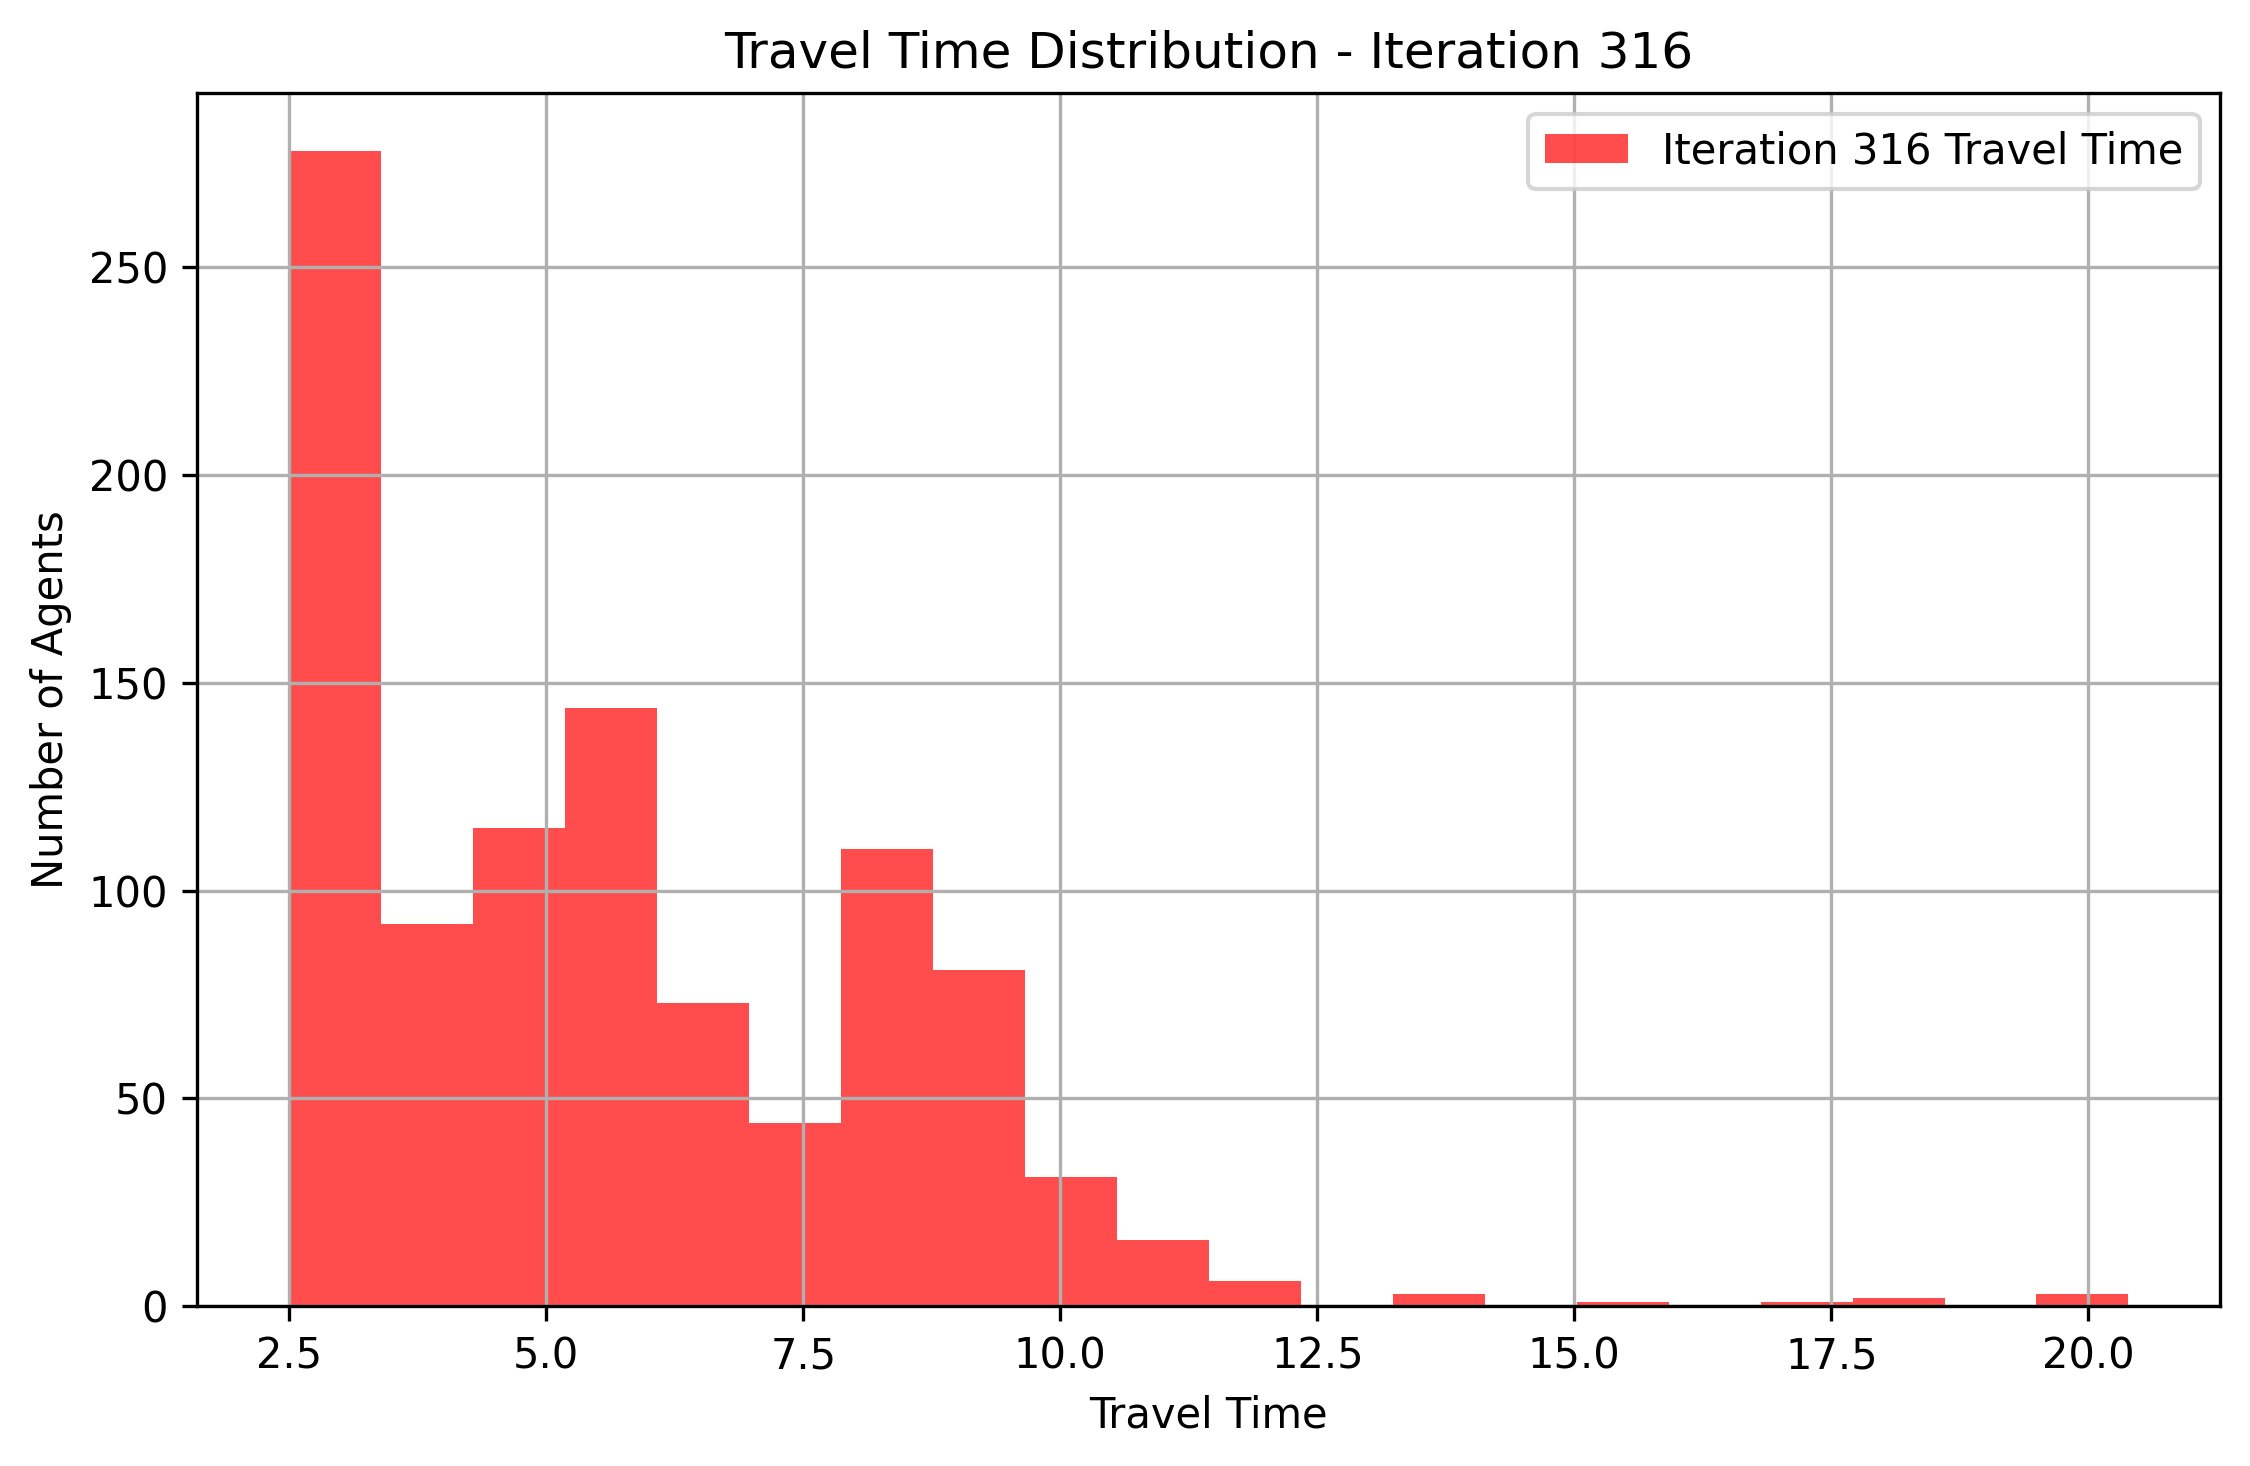 Travel Time Distribution - Iteration 316
Iteration 316 Travel Time
Number of Agents
250
200
150
100
50
0
2.5 5.0 7.5 10.0 12.5 15.0 17.5 20.0
Travel Time